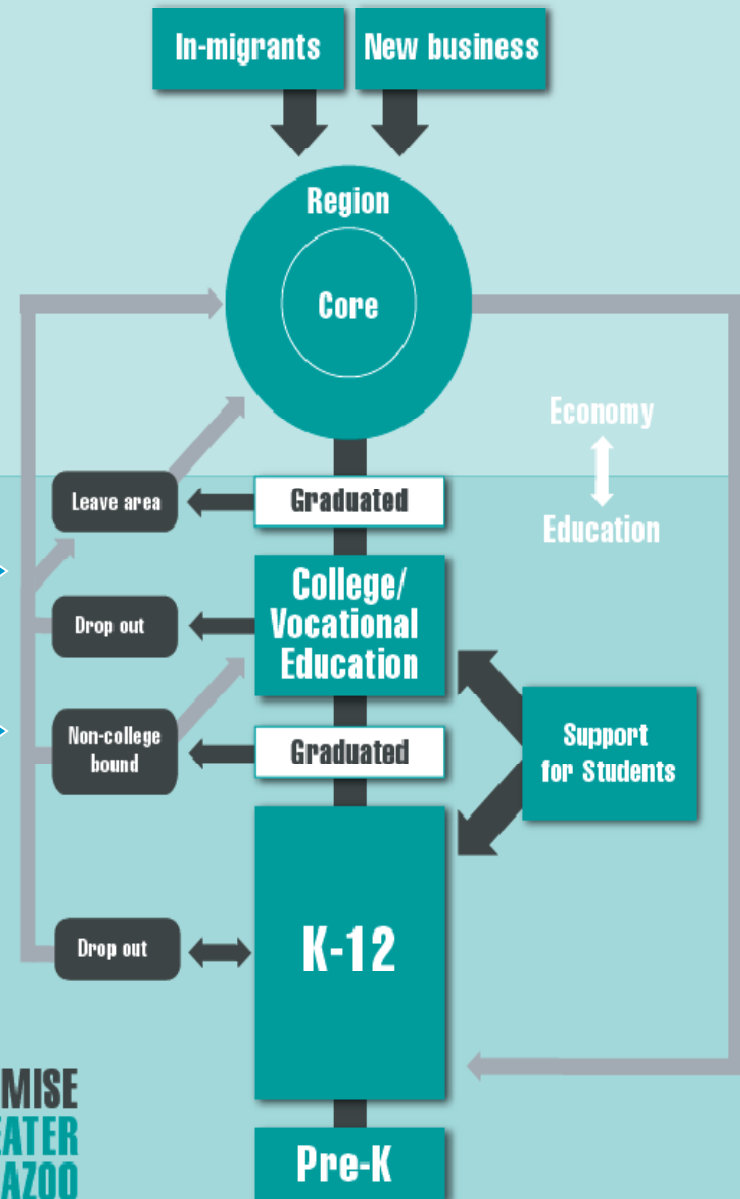 In-migrants
New business
Region
Core
Economy
Education
Leave area
Graduated
College/
Vocational
Education
Drop out
Non-college
bound
Graduated
Support
for Students
K-12
Drop out
MISE
EATER
AZOO
Pre-K